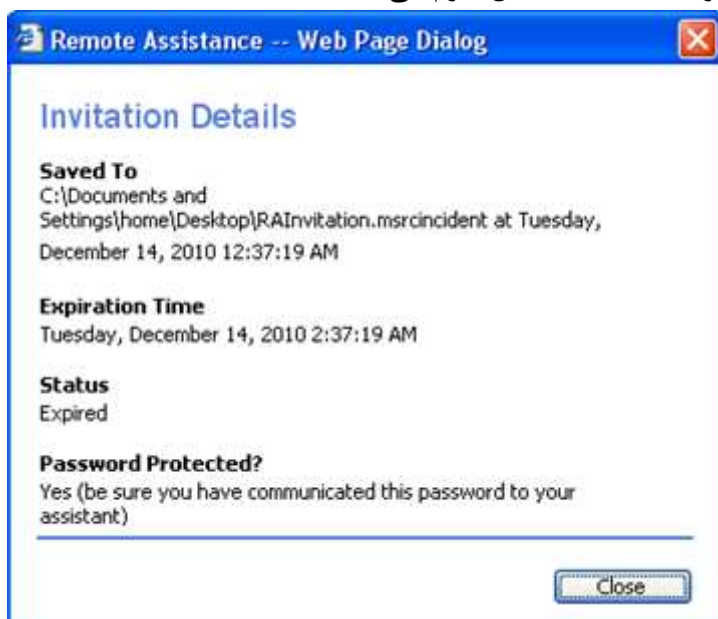 Remote Assistance -- Web Page Dialog
Invitation Details
Saved To
C:\Documents and
Settings\home\Desktop\RAInvitation.msrcincident at Tuesday,
December 14, 2010 12:37:19 AM
Expiration Time
Tuesday, December 14, 2010 2:37:19 AM
Status
Expired
Password Protected?
Yes (be sure you have communicated this password to your
assistant)
Close